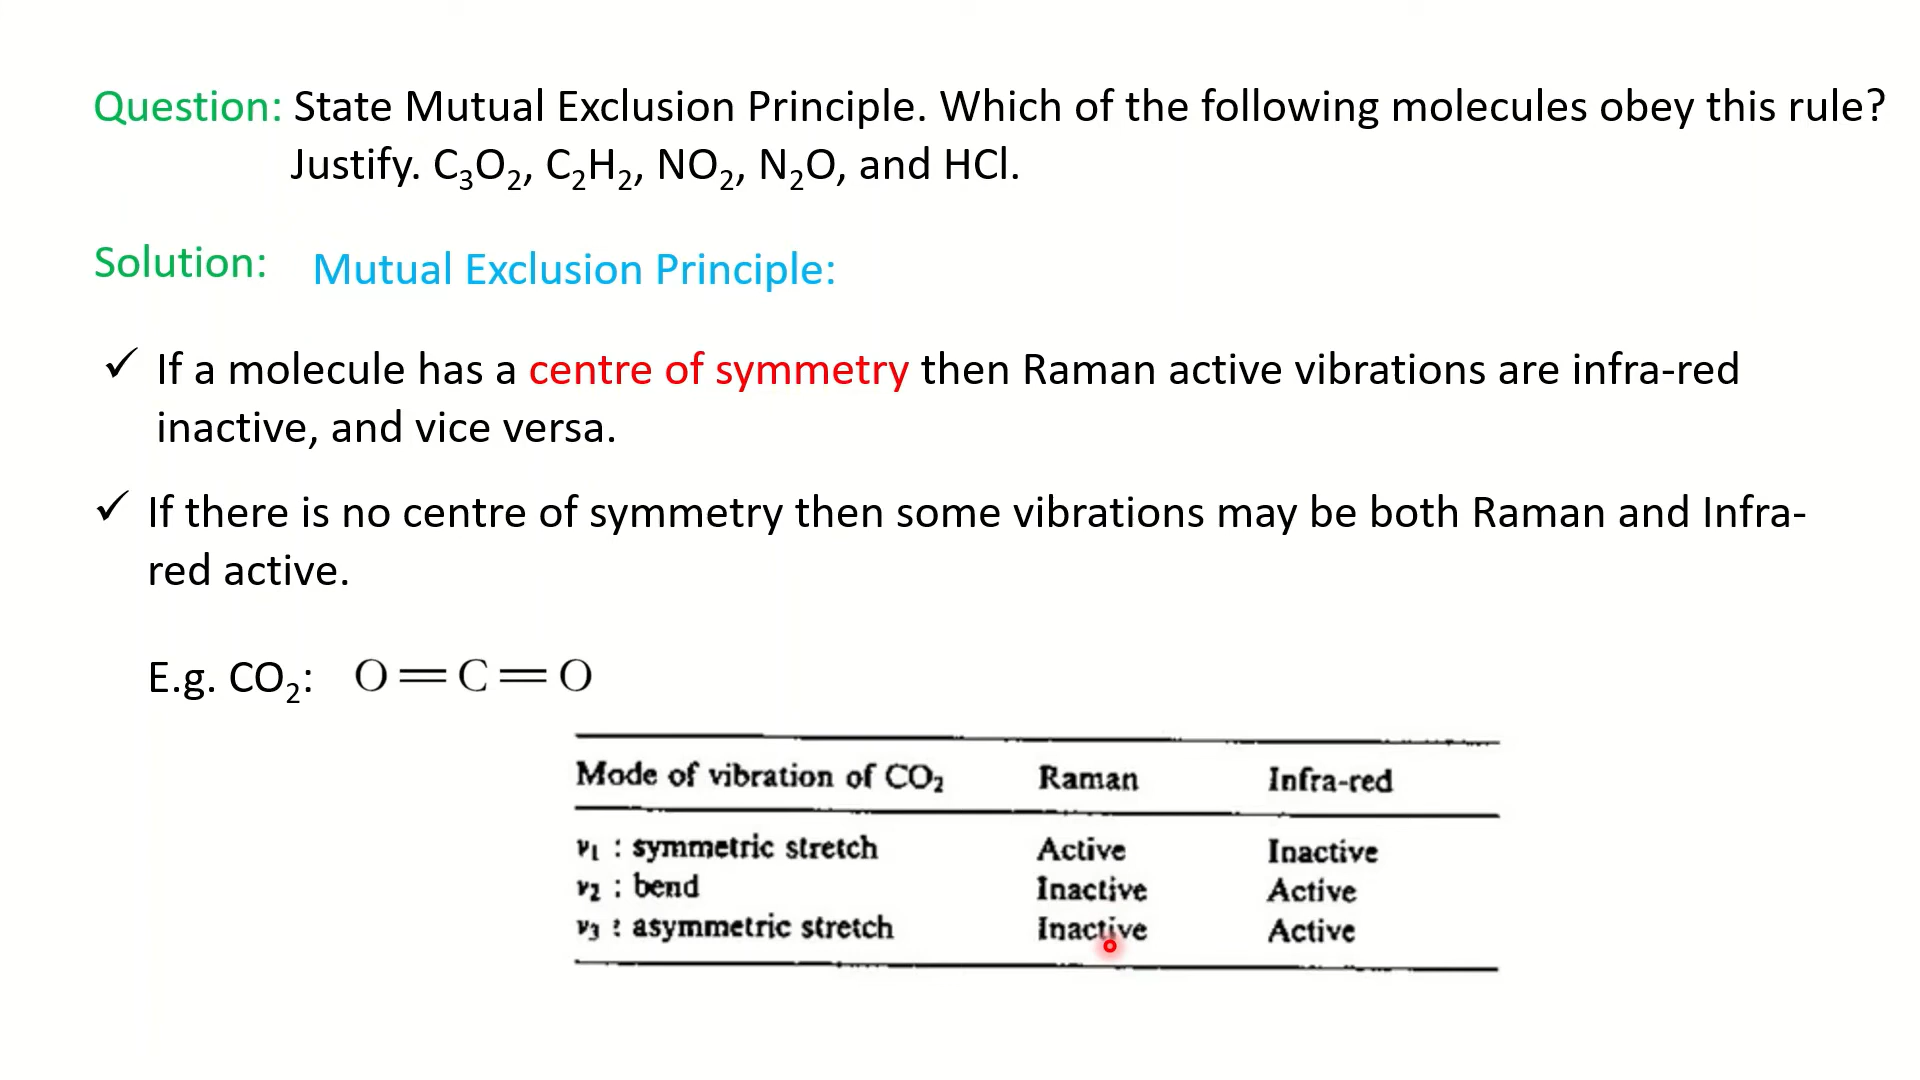 Question: State Mutual Exclusion Principle. Which of the following molecules obey this rule?
Justify. C₃O₂, C₂H₂, NO₂, N₂O, and HCl.
Solution: Mutual Exclusion Principle:
✓ If a molecule has a centre of symmetry then Raman active vibrations are infra-red
inactive, and vice versa.
✓ If there is no centre of symmetry then some vibrations may be both Raman and Infra-
red active.
E.g. CO₂: O=C=O
Mode of vibration of CO₂ Raman Infra-red
ν₁ : symmetric stretch Active Inactive
ν₂ : bend Inactive Active
ν₃ : asymmetric stretch Inactive Active